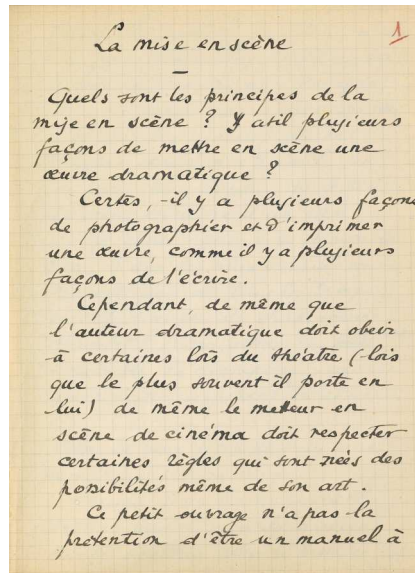 1
La mise en scène
Quels sont les principes de la
mise en scène ? Y a til plusieurs
façons de mettre en scène une
œuvre dramatique ?
Certes, il y a plusieurs façons
de photographier et d'imprimer
une œuvre, comme il y a plusieurs
façons de l'écrire.
Cependant, de même que
l'auteur dramatique doit obeir
à certaines lois du théatre (lois
que le plus souvent il porte en
lui) de même le metteur en
scène de cinéma doit respecter
certaines règles qui sont nées des
possibilités même de son art.
Ce petit ouvrage n'a pas la
prétention d'être un manuel à